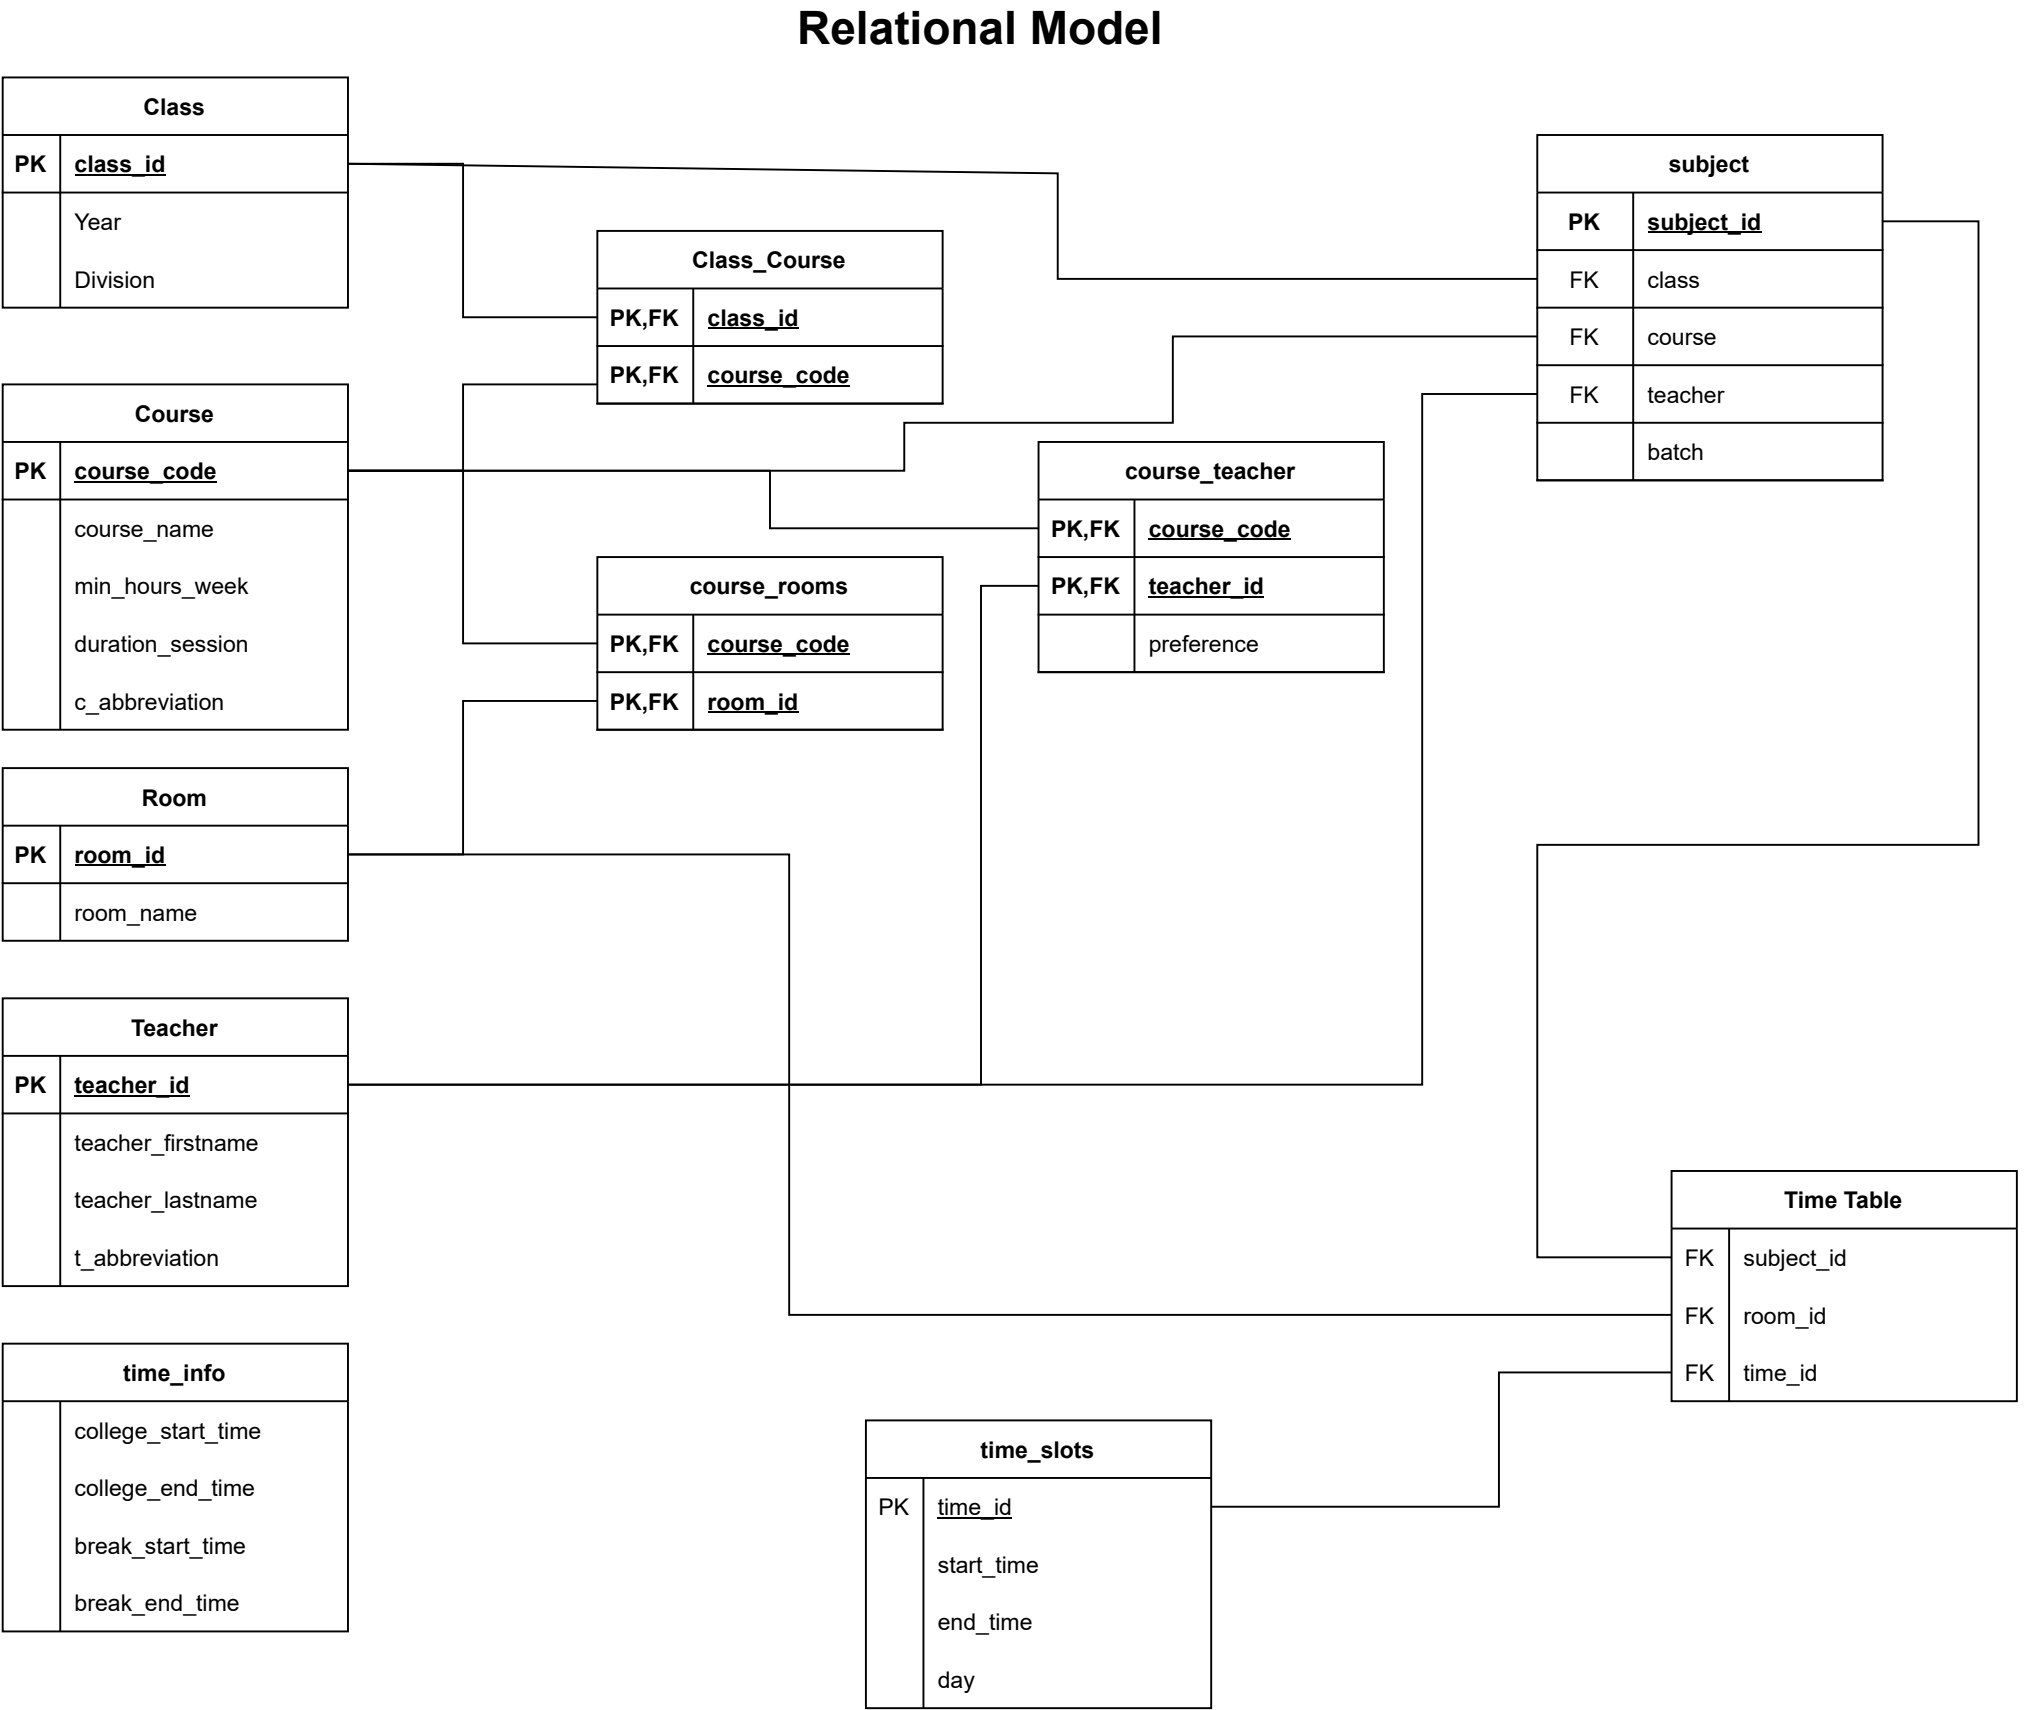 Relational Model
Class
PK class_id
Year
Division
Class_Course
PK,FK class_id
PK,FK course_code
subject
PK subject_id
FK class
FK course
FK teacher
batch
Course
PK course_code
course_name
min_hours_week
duration_session
c_abbreviation
course_rooms
PK,FK course_code
PK,FK room_id
course_teacher
PK,FK course_code
PK,FK teacher_id
preference
Room
PK room_id
room_name
Teacher
PK teacher_id
teacher_firstname
teacher_lastname
t_abbreviation
Time Table
FK subject_id
FK room_id
FK time_id
time_info
college_start_time
college_end_time
break_start_time
break_end_time
time_slots
PK time_id
start_time
end_time
day